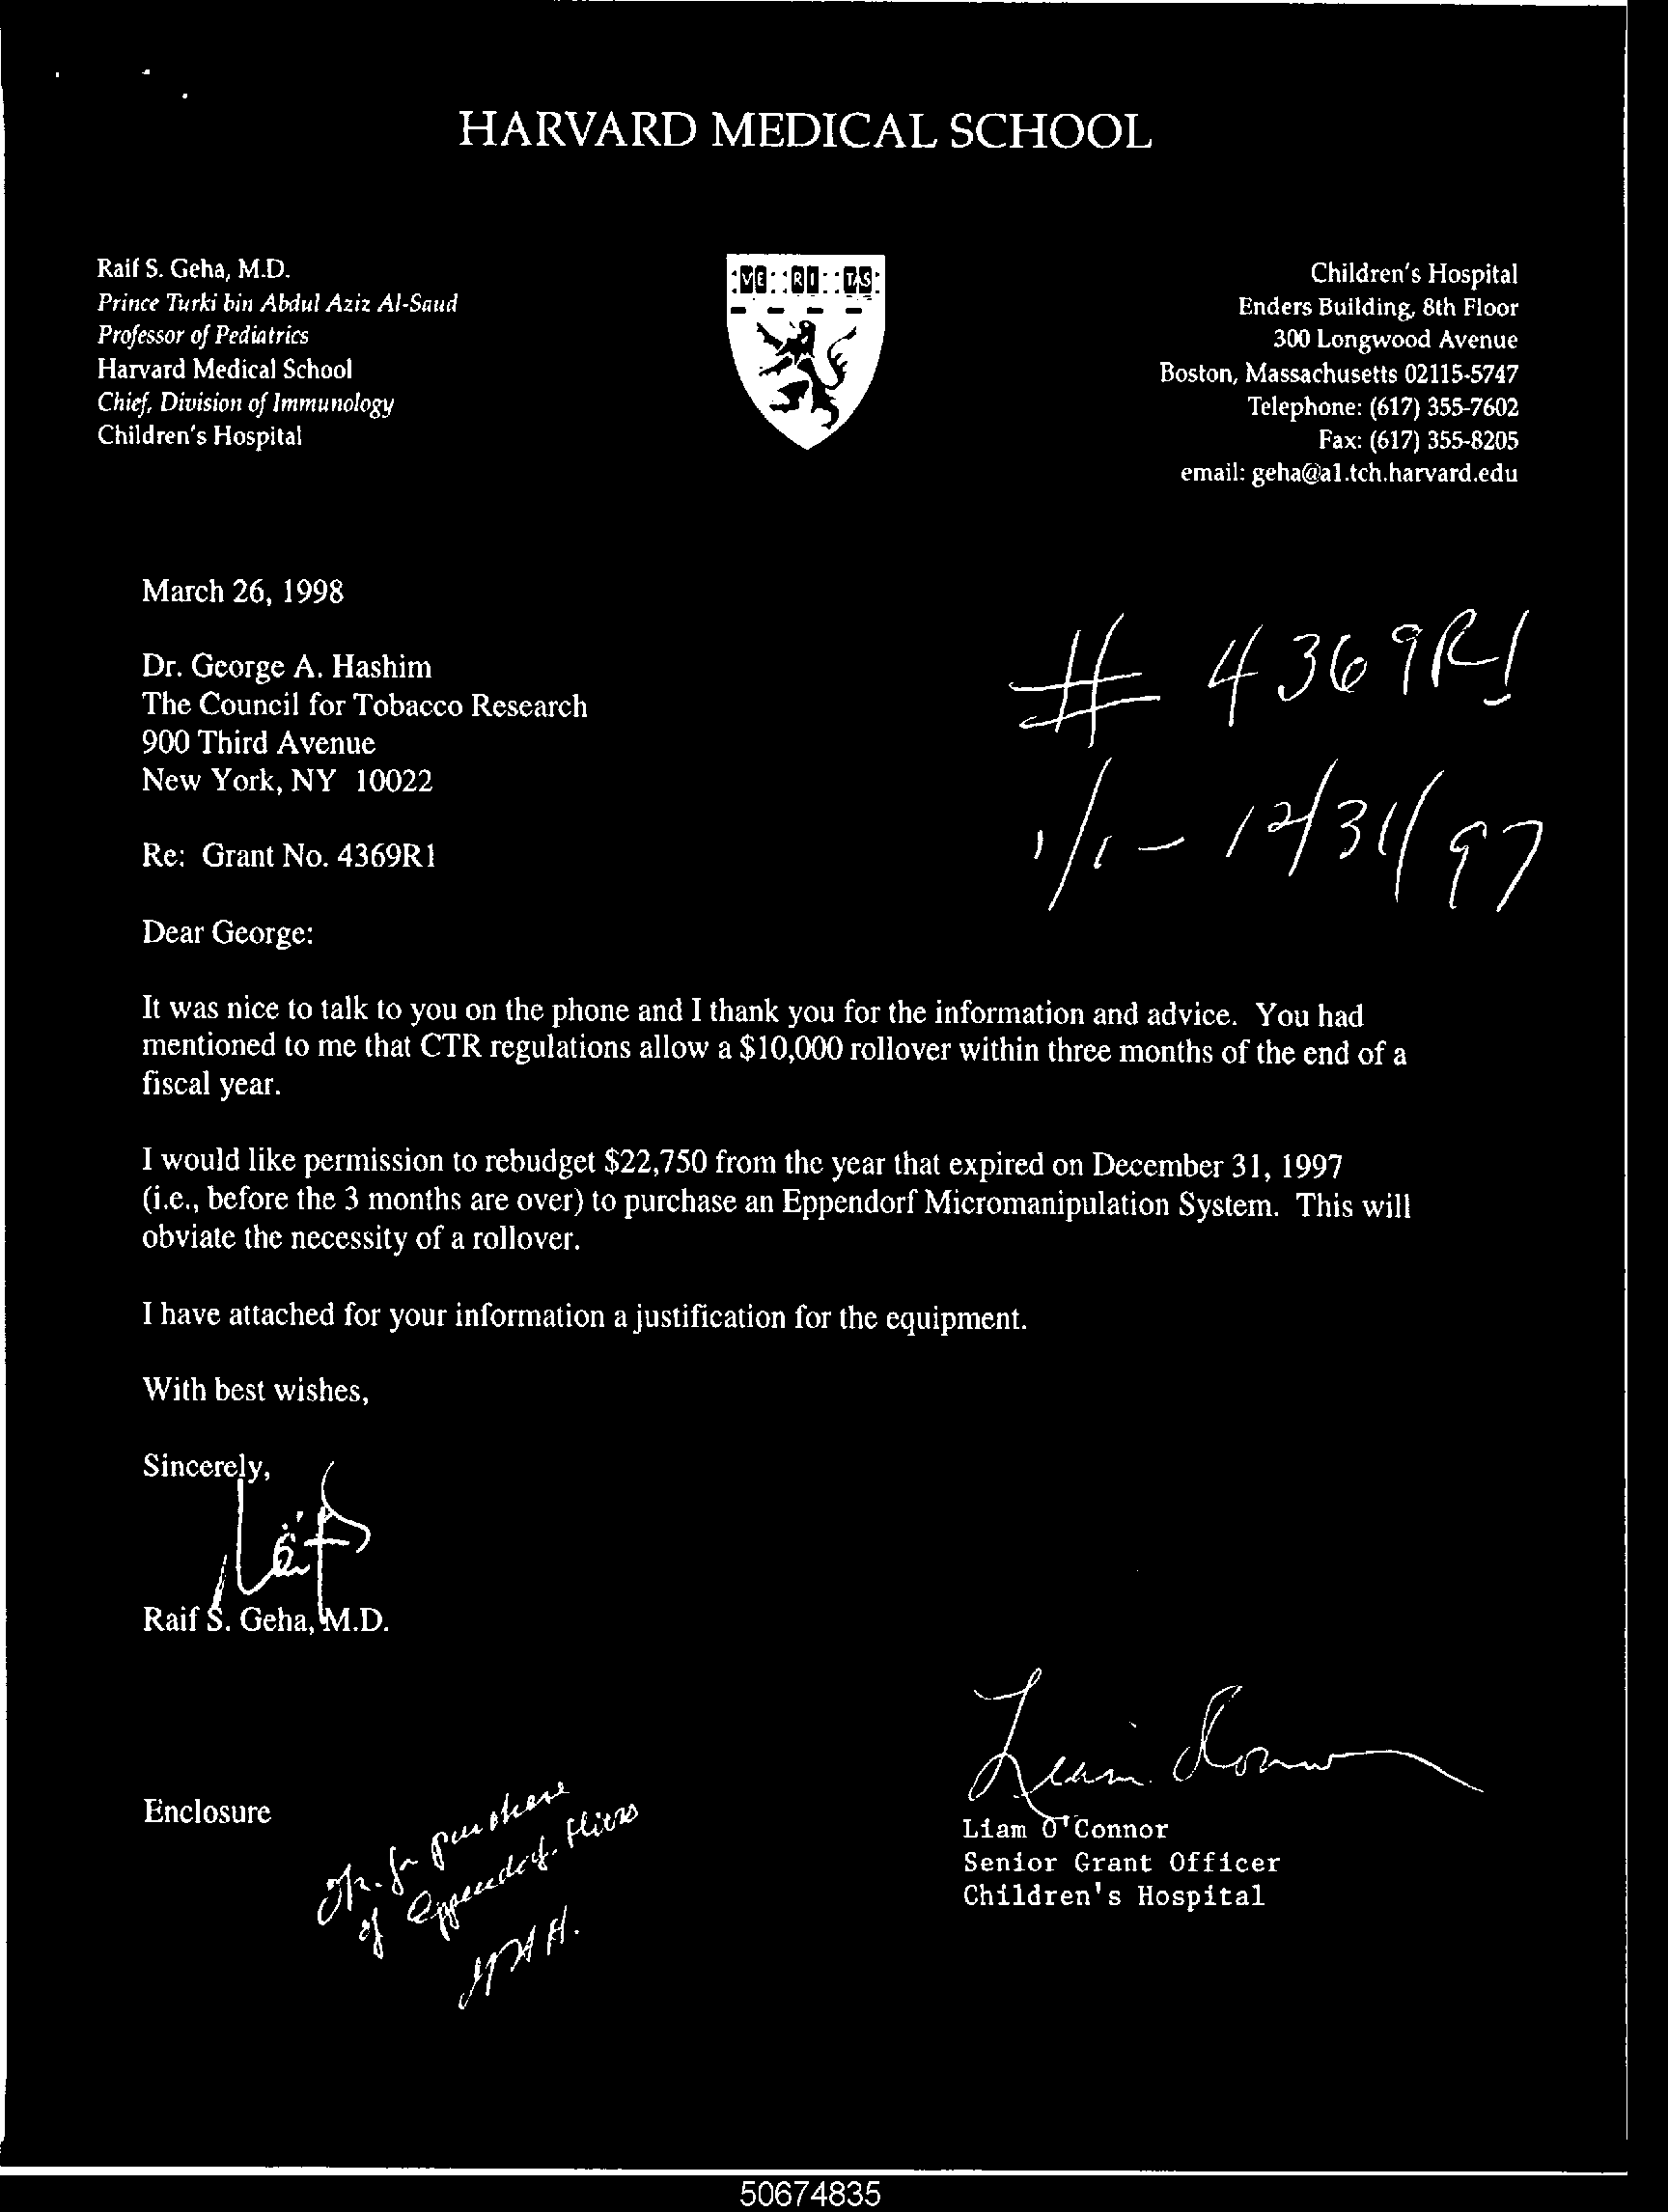 HARVARD MEDICAL SCHOOL
Raif S. Geha, M.D.
Prince Turki bin Abdul Aziz Al-Saud
Professor of Pediatrics
Harvard Medical School
Chief, Division of Immunology
Children's Hospital
VE RI TAS
Children's Hospital
Enders Building, 8th Floor
300 Longwood Avenue
Boston, Massachusetts 02115-5747
Telephone: (617) 355-7602
Fax: (617) 355-8205
email: geha@a1.tch.harvard.edu
March 26, 1998
Dr. George A. Hashim
The Council for Tobacco Research
900 Third Avenue
New York, NY 10022
# 4369R1
1/1 - 12/31/97
Re: Grant No. 4369R1
Dear George:
It was nice to talk to you on the phone and I thank you for the information and advice. You had
mentioned to me that CTR regulations allow a $10,000 rollover within three months of the end of a
fiscal year.
I would like permission to rebudget $22,750 from the year that expired on December 31, 1997
(i.e., before the 3 months are over) to purchase an Eppendorf Micromanipulation System. This will
obviate the necessity of a rollover.
I have attached for your information a justification for the equipment.
With best wishes,
Sincerely,
Raif
Raif S. Geha, M.D.
Enclosure
for purchase
of Eppendorf.
Liam O'Connor
Senior Grant Officer
Children's Hospital
50674835